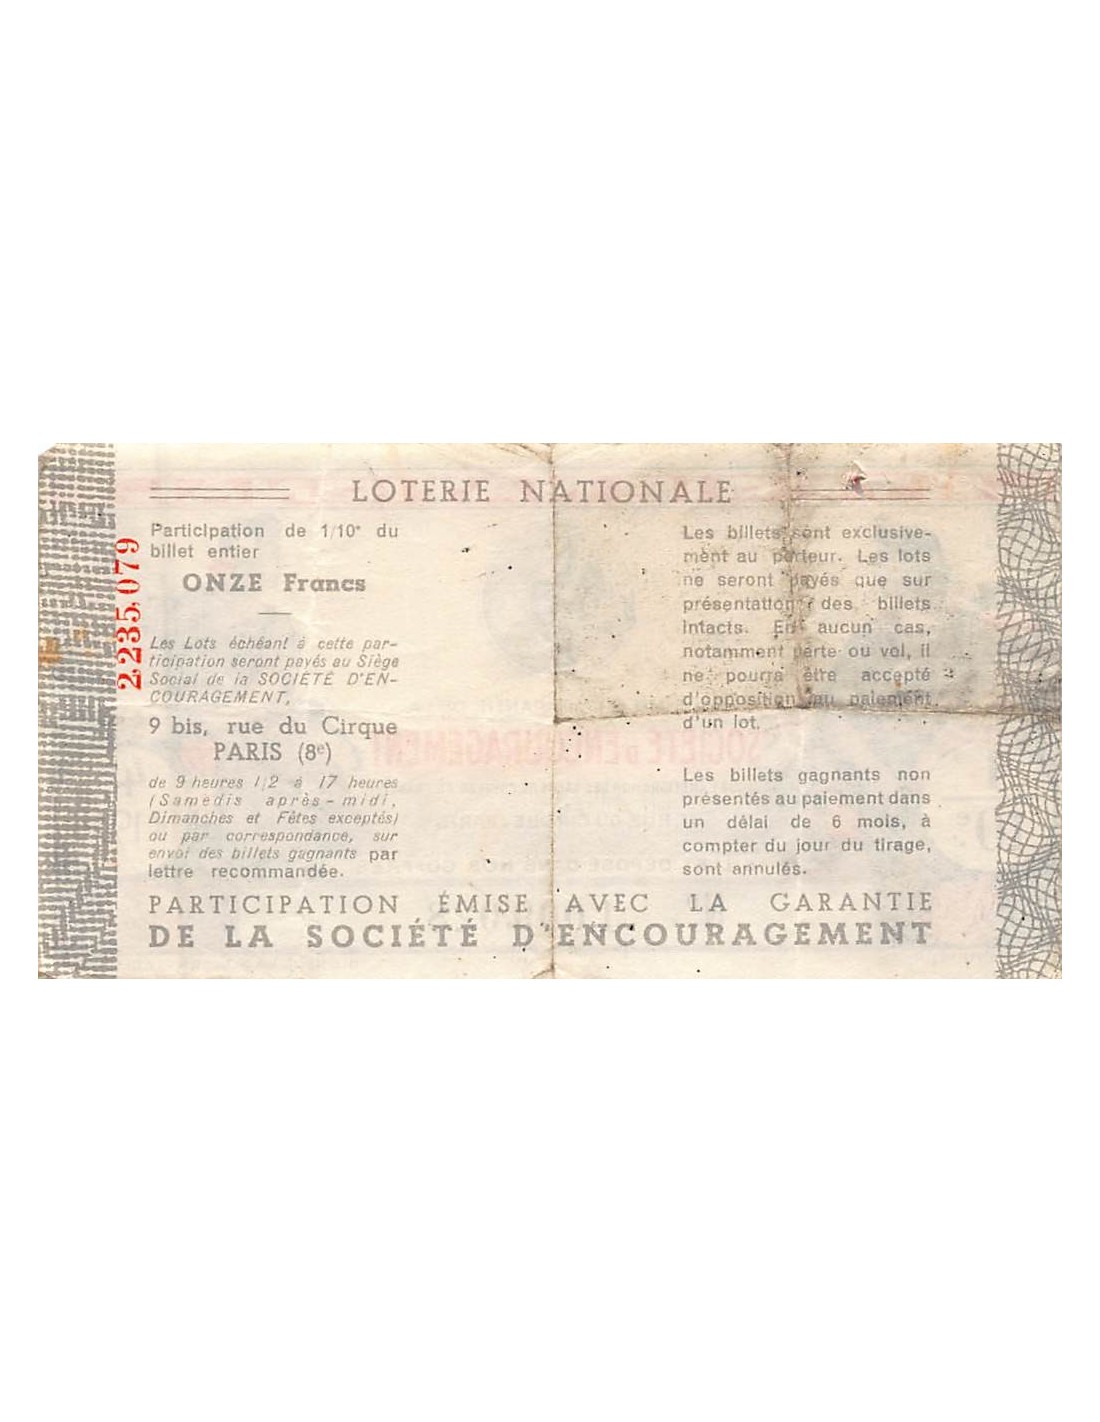 LOTERIE NATIONALE
2235,079
Participation de 1/10e du
billet entier
ONZE Francs
Les Lots échéant à cette par-
ticipation seront payés au Siège
Social de la SOCIÉTÉ D'EN-
COURAGEMENT,
9 bis, rue du Cirque
PARIS (8e)
de 9 heures 1/2 à 17 heures
(Samedis après-midi,
Dimanches et Fêtes exceptés)
ou par correspondance, sur
envoi des billets gagnants par
lettre recommandée.
Les billets sont exclusive-
ment au porteur. Les lots
ne seront payés que sur
présentation des billets
intacts. En aucun cas,
notamment perte ou vol, il
ne pourra être accepté
d'opposition au paiement
d'un lot.
Les billets gagnants non
présentés au paiement dans
un délai de 6 mois, à
compter du jour du tirage,
sont annulés.
PARTICIPATION ÉMISE AVEC LA GARANTIE
DE LA SOCIÉTÉ D'ENCOURAGEMENT